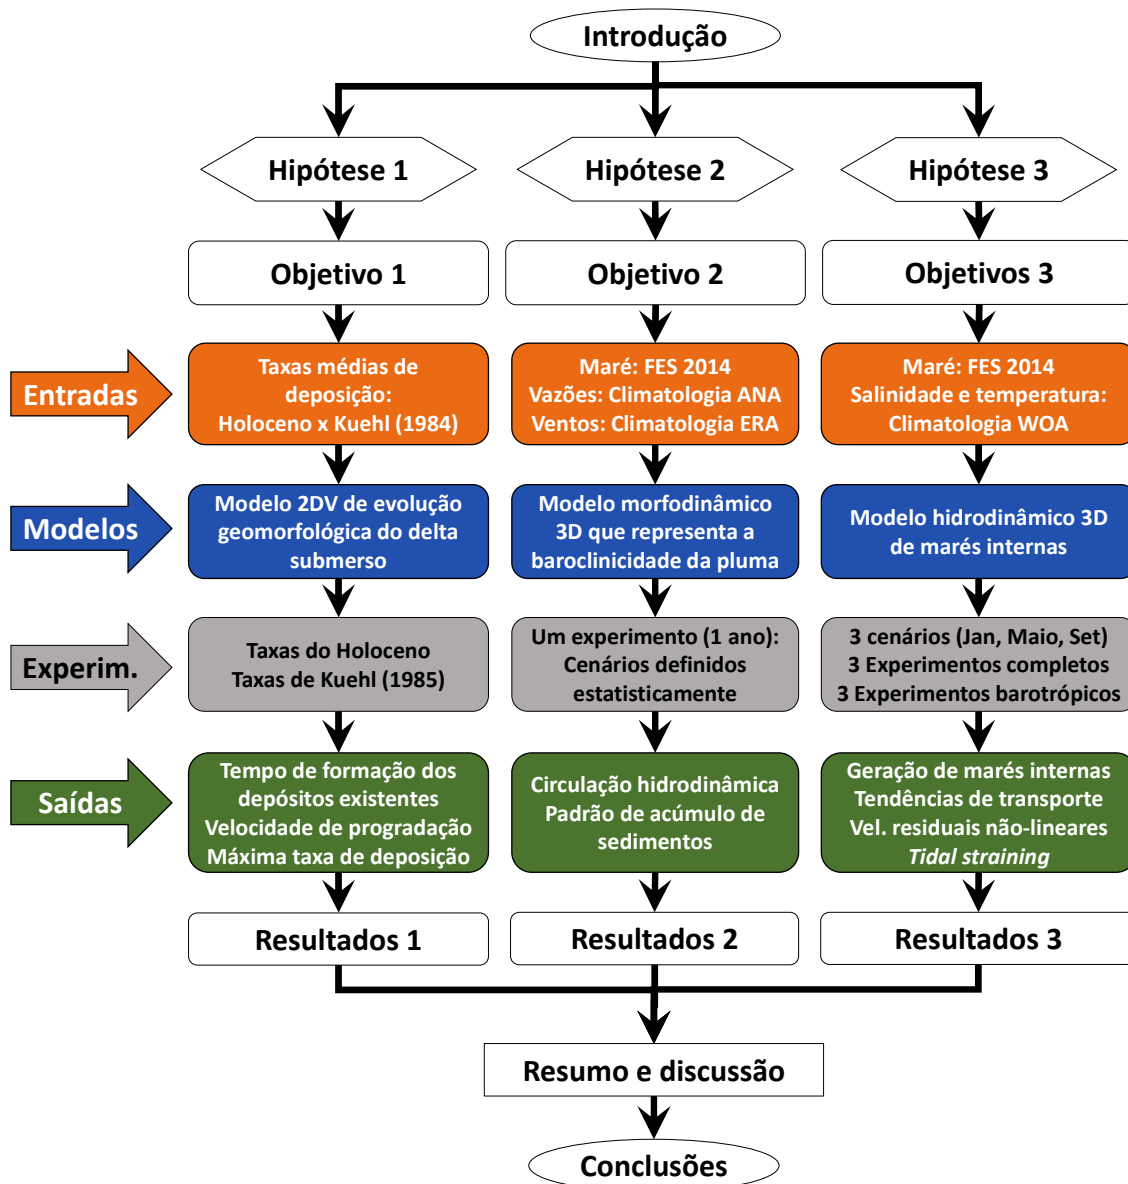 Introdução
Hipótese 1
Hipótese 2
Hipótese 3
Objetivo 1
Objetivo 2
Objetivos 3
Entradas
Taxas médias de
deposição:
Holoceno x Kuehl (1984)
Maré: FES 2014
Vazões: Climatologia ANA
Ventos: Climatologia ERA
Maré: FES 2014
Salinidade e temperatura:
Climatologia WOA
Modelos
Modelo 2DV de evolução
geomorfológica do delta
submerso
Modelo morfodinâmico
3D que representa a
baroclinicidade da pluma
Modelo hidrodinâmico 3D
de marés internas
Experim.
Taxas do Holoceno
Taxas de Kuehl (1985)
Um experimento (1 ano):
Cenários definidos
estatisticamente
3 cenários (Jan, Maio, Set)
3 Experimentos completos
3 Experimentos barotrópicos
Saídas
Tempo de formação dos
depósitos existentes
Velocidade de progradação
Máxima taxa de deposição
Circulação hidrodinâmica
Padrão de acúmulo de
sedimentos
Geração de marés internas
Tendências de transporte
Vel. residuais não-lineares
Tidal straining
Resultados 1
Resultados 2
Resultados 3
Resumo e discussão
Conclusões